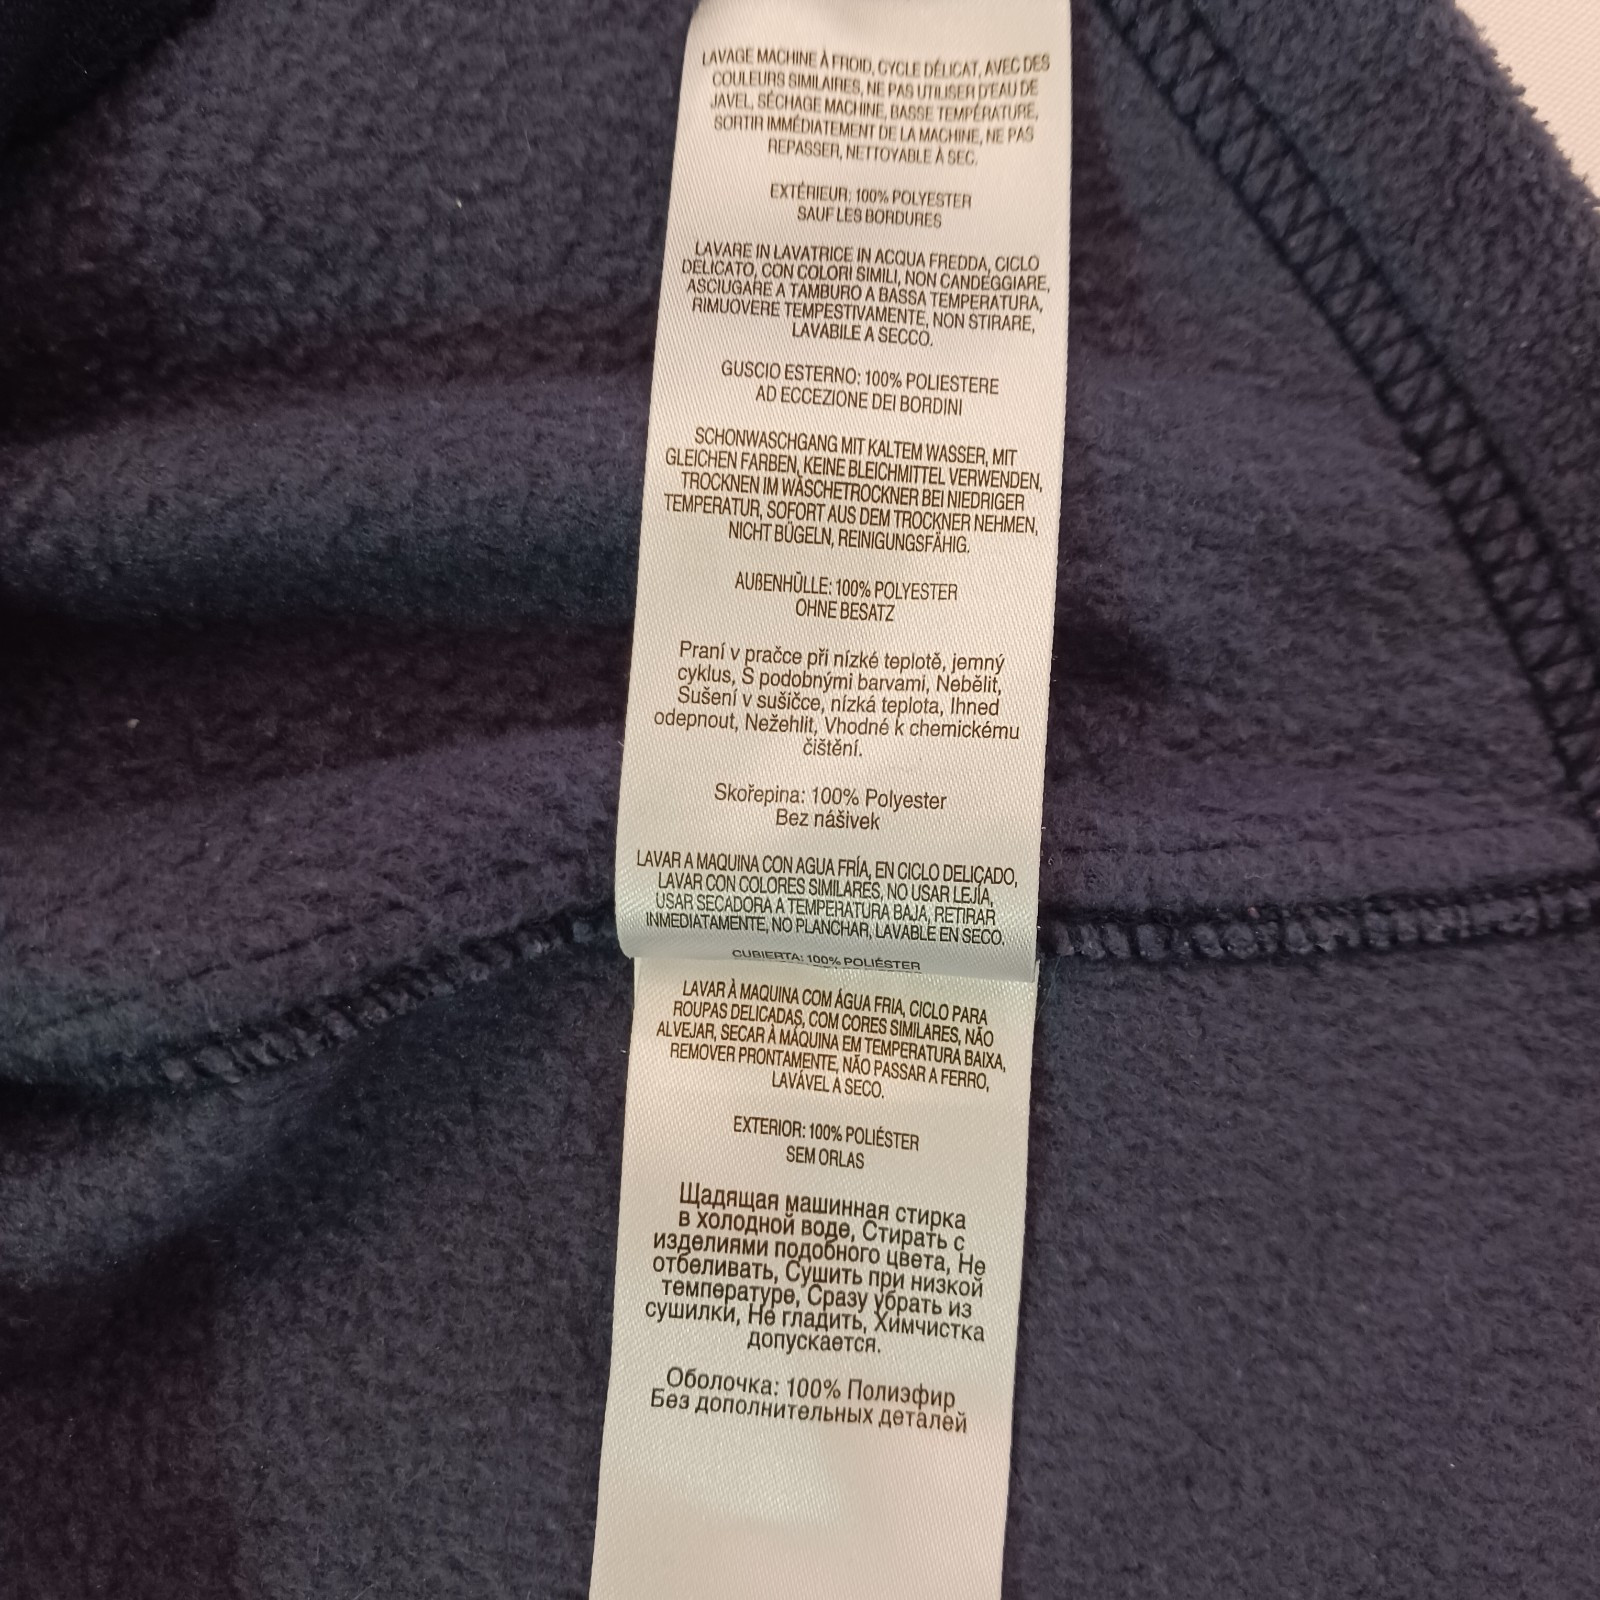 LAVAGE MACHINE À FROID, CYCLE DÉLICAT, AVEC DES
COULEURS SIMILAIRES, NE PAS UTILISER D'EAU DE
JAVEL, SÉCHAGE MACHINE, BASSE TEMPÉRATURE,
SORTIR IMMÉDIATEMENT DE LA MACHINE, NE PAS
REPASSER, NETTOYABLE À SEC.
EXTÉRIEUR: 100% POLYESTER
SAUF LES BORDURES
LAVARE IN LAVATRICE IN ACQUA FREDDA, CICLO
DELICATO, CON COLORI SIMILI, NON CANDEGGIARE,
ASCIUGARE A TAMBURO A BASSA TEMPERATURA,
RIMUOVERE TEMPESTIVAMENTE, NON STIRARE,
LAVABILE A SECCO.
GUSCIO ESTERNO: 100% POLIESTERE
AD ECCEZIONE DEI BORDINI
SCHONWASCHGANG MIT KALTEM WASSER, MIT
GLEICHEN FARBEN, KEINE BLEICHMITTEL VERWENDEN,
TROCKNEN IM WÄSCHETROCKNER BEI NIEDRIGER
TEMPERATUR, SOFORT AUS DEM TROCKNER NEHMEN,
NICHT BÜGELN, REINIGUNGSFÄHIG.
AUßENHÜLLE: 100% POLYESTER
OHNE BESATZ
Praní v pračce při nízké teplotě, jemný
cyklus, S podobnými barvami, Nebělit,
Sušení v sušičce, nízká teplota, Ihned
odepnout, Nežehlit, Vhodné k chemickému
čištění.
Skořepina: 100% Polyester
Bez nášivek
LAVAR A MAQUINA CON AGUA FRÍA, EN CICLO DELIÇADO,
LAVAR CON COLORES SIMILARES, NO USAR LEJÍA,
USAR SECADORA A TEMPERATURA BAJA, RETIRAR
INMEDIATAMENTE, NO PLANCHAR, LAVABLE EN SECO.
CUBIERTA: 100% POLIÉSTER
LAVAR À MAQUINA COM ÁGUA FRIA, CICLO PARA
ROUPAS DELICADAS, COM CORES SIMILARES, NÃO
ALVEJAR, SECAR À MÁQUINA EM TEMPERATURA BAIXA,
REMOVER PRONTAMENTE, NÃO PASSAR A FERRO,
LAVÁVEL A SECO.
EXTERIOR: 100% POLIÉSTER
SEM ORLAS
Щадящая машинная стирка
в холодной воде, Стирать с
изделиями подобного цвета, Не
отбеливать, Сушить при низкой
температуре, Сразу убрать из
сушилки, Не гладить, Химчистка
допускается.
Оболочка: 100% Полиэфир
Без дополнительных деталей